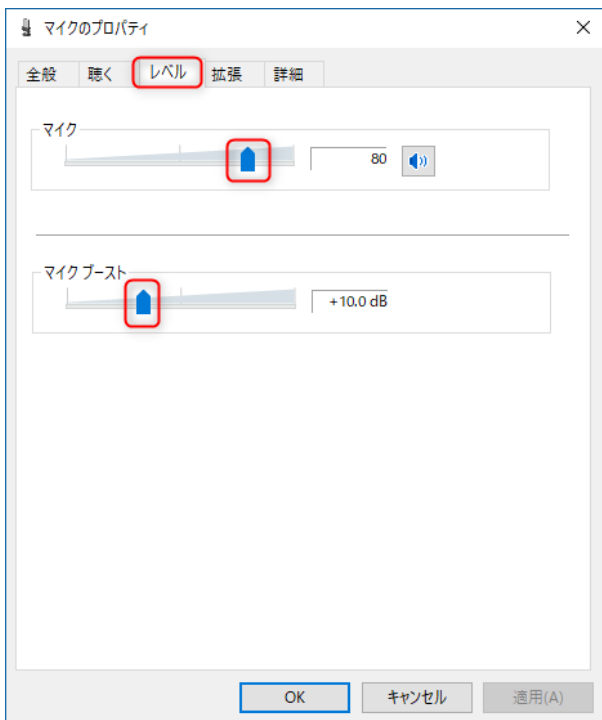 マイクのプロパティ
全般 聴く レベル 拡張 詳細
マイク
80
マイク ブースト
+10.0 dB
OK キャンセル 適用(A)